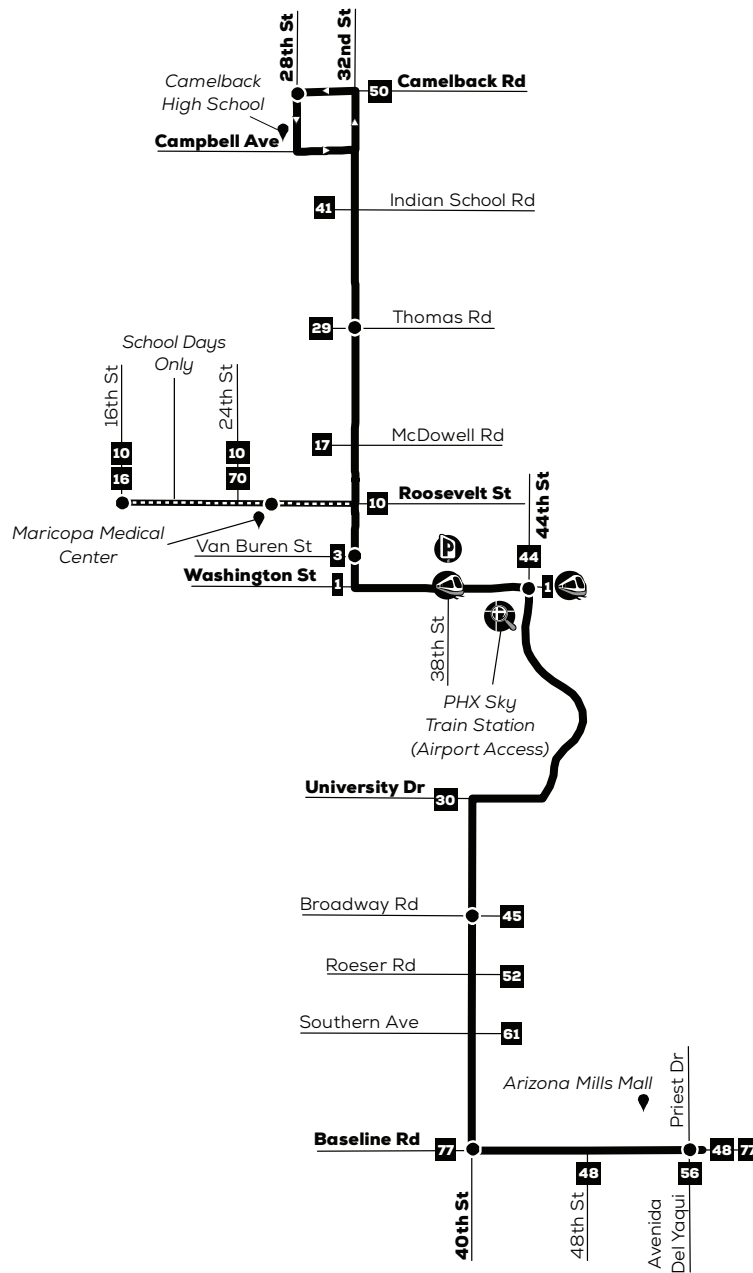 28th St
32nd St
Camelback
High School
50
Camelback Rd
Campbell Ave
41
Indian School Rd
29
Thomas Rd
School Days
Only
16th St
24th St
10
16
10
70
17
McDowell Rd
10
Roosevelt St
44th St
Maricopa Medical
Center
Van Buren St
3
P
44
Washington St
1
1
38th St
PHX Sky
Train Station
(Airport Access)
University Dr
30
Broadway Rd
45
Roeser Rd
52
Southern Ave
61
Arizona Mills Mall
Priest Dr
Baseline Rd
77
48
77
48
56
40th St
48th St
Avenida
Del Yaqui